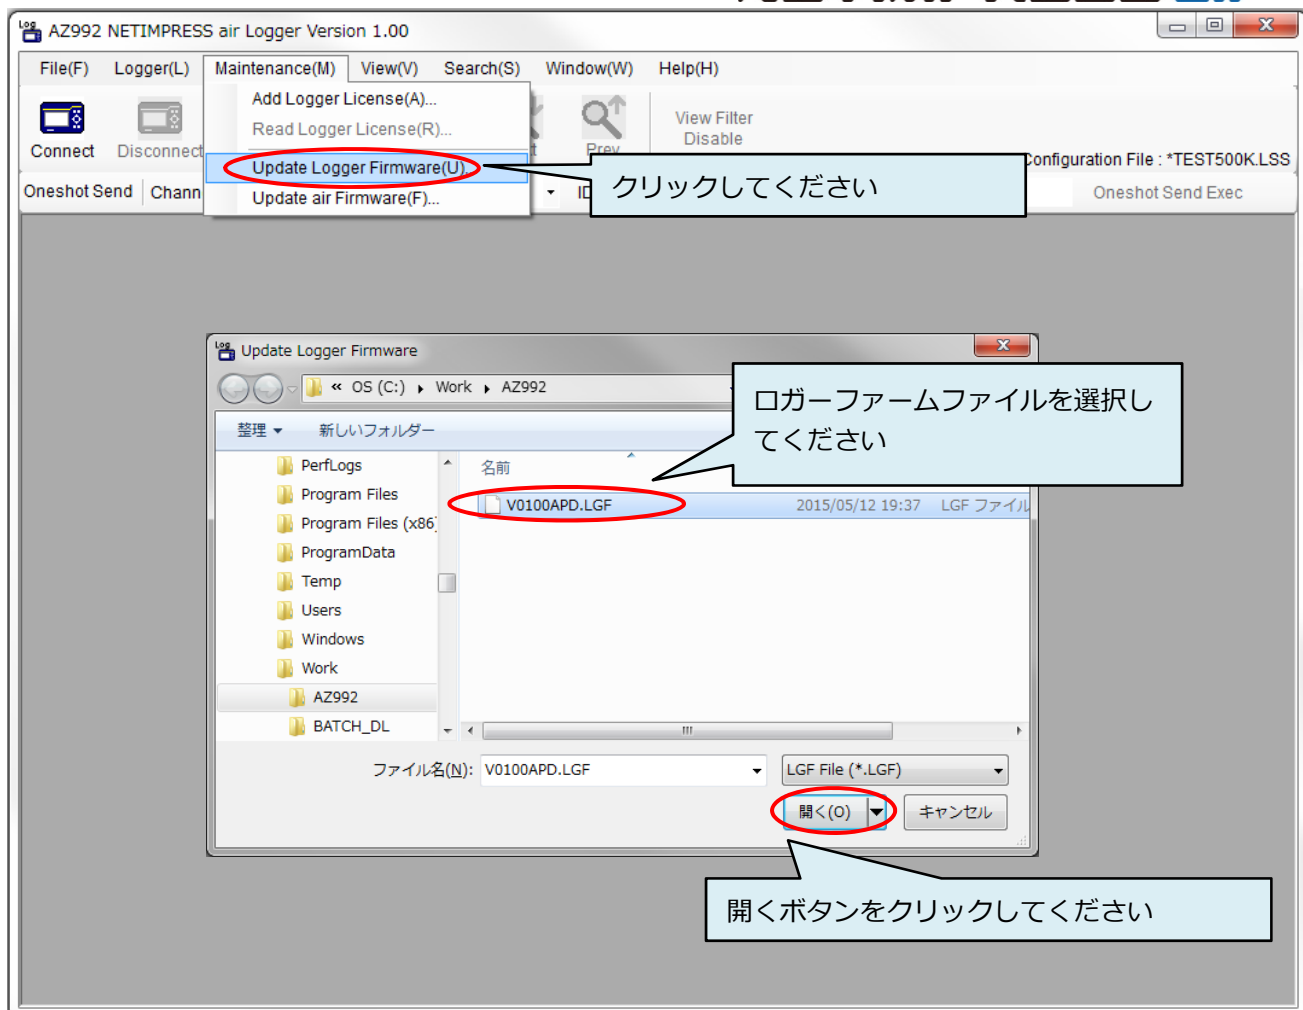 AZ992 NETIMPRESS air Logger Version 1.00
File(F) Logger(L) Maintenance(M) View(V) Search(S) Window(W) Help(H)
Add Logger License(A)...
Read Logger License(R)...
Update Logger Firmware(U)...
Update air Firmware(F)...
Connect Disconnect
Prev
View Filter
Disable
Configuration File : *TEST500K.LSS
Oneshot Send Chann
ID
Oneshot Send Exec
クリックしてください
Update Logger Firmware
« OS (C:) ▸ Work ▸ AZ992
ロガーファームファイルを選択し
てください
整理 ▼ 新しいフォルダー
名前
PerfLogs
Program Files
Program Files (x86)
ProgramData
Temp
Users
Windows
Work
AZ992
BATCH_DL
V0100APD.LGF 2015/05/12 19:37 LGF ファイル
ファイル名(N): V0100APD.LGF LGF File (*.LGF)
開く(O) キャンセル
開くボタンをクリックしてください